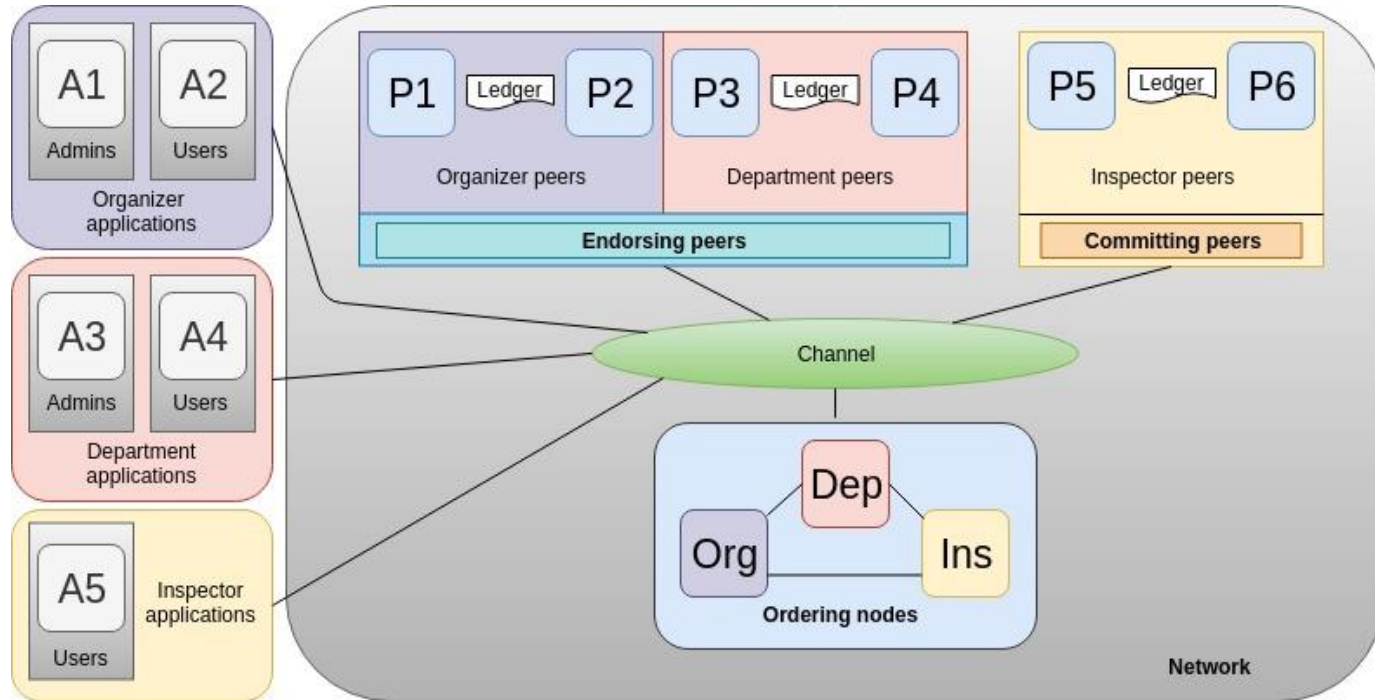 A1
A2
Admins
Users
Organizer
applications
A3
A4
Admins
Users
Department
applications
A5
Users
Inspector
applications
P1
Ledger
P2
P3
Ledger
P4
P5
Ledger
P6
Organizer peers
Department peers
Inspector peers
Endorsing peers
Committing peers
Channel
Dep
Org
Ins
Ordering nodes
Network